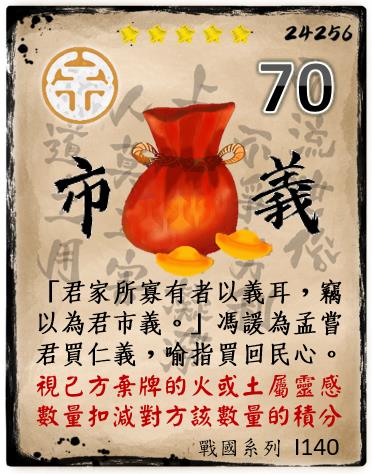 24256
70
市義
「君家所寡有者以義耳,竊
以為君市義。」馮諼為孟嘗
君買仁義,喻指買回民心。
視己方棄牌的火或土屬靈感
數量扣減對方該數量的積分
戰國系列 I140